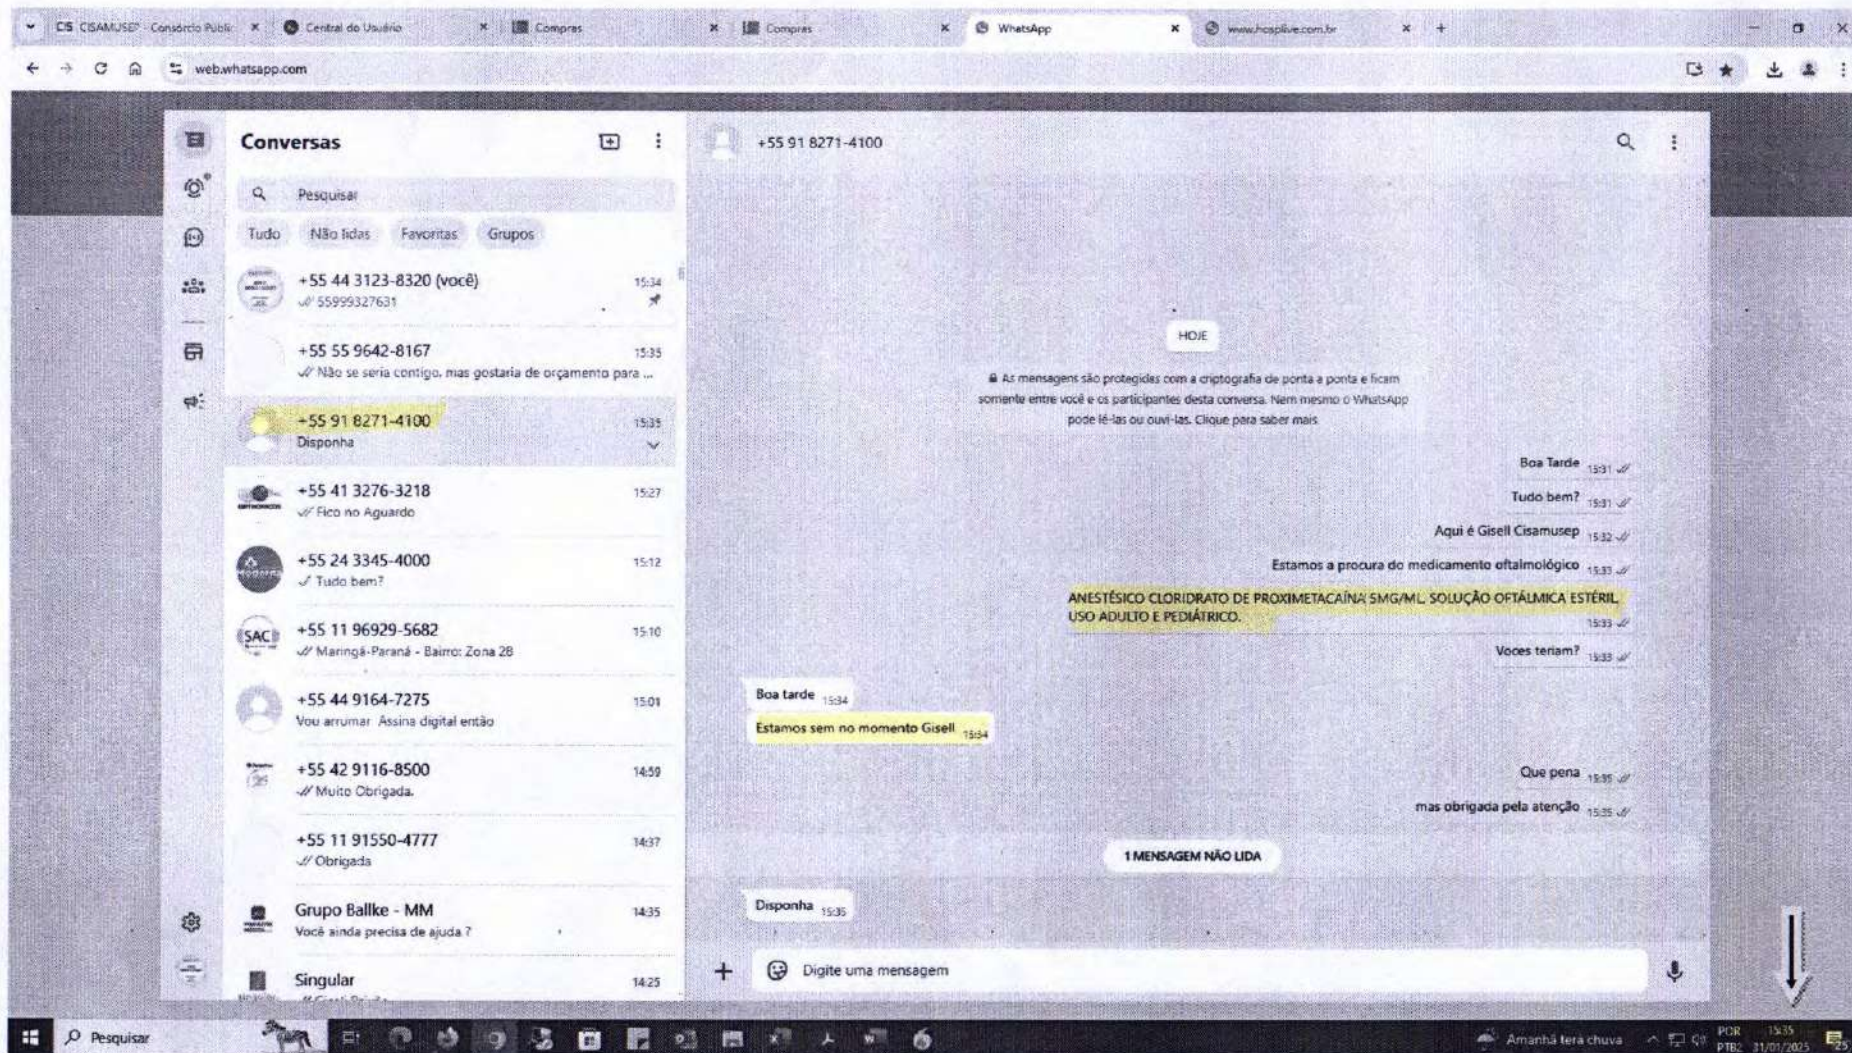 CISAMUSEP - Consórcio Públic
Central do Usuário
Compras
Compras
WhatsApp
www.hosplive.com.br
web.whatsapp.com
Conversas
Pesquisar
Tudo Não lidas Favoritas Grupos
+55 44 3123-8320 (você) 15:34
55999327631
+55 55 9642-8167 15:35
Não se seria contigo, mas gostaria de orçamento para ...
+55 91 8271-4100 15:35
Disponha
+55 41 3276-3218 15:27
Fico no Aguardo
Moderna
+55 24 3345-4000 15:12
Tudo bem?
SAC
+55 11 96929-5682 15:10
Maringá-Paraná - Bairro: Zona 28
+55 44 9164-7275 15:01
Vou arrumar Assina digital então
+55 42 9116-8500 14:59
Muito Obrigada.
+55 11 91550-4777 14:37
Obrigada
Grupo Ballke - MM 14:35
Você ainda precisa de ajuda ?
Singular 14:25
+55 91 8271-4100
HOJE
As mensagens são protegidas com a criptografia de ponta a ponta e ficam
somente entre você e os participantes desta conversa. Nem mesmo o WhatsApp
pode lê-las ou ouvi-las. Clique para saber mais
Boa Tarde 15:31
Tudo bem? 15:31
Aqui é Gisell Cisamusep 15:32
Estamos a procura do medicamento oftalmológico 15:33
ANESTÉSICO CLORIDRATO DE PROXIMETACAÍNA 5MG/ML, SOLUÇÃO OFTÁLMICA ESTÉRIL,
USO ADULTO E PEDIÁTRICO.
15:33
Voces teriam? 15:33
Boa tarde 15:34
Estamos sem no momento Gisell 15:34
Que pena 15:35
mas obrigada pela atenção 15:35
1 MENSAGEM NÃO LIDA
Disponha 15:35
Digite uma mensagem
Pesquisar
Amanhã terá chuva
POR 15:35
PTB2 31/01/2025
25